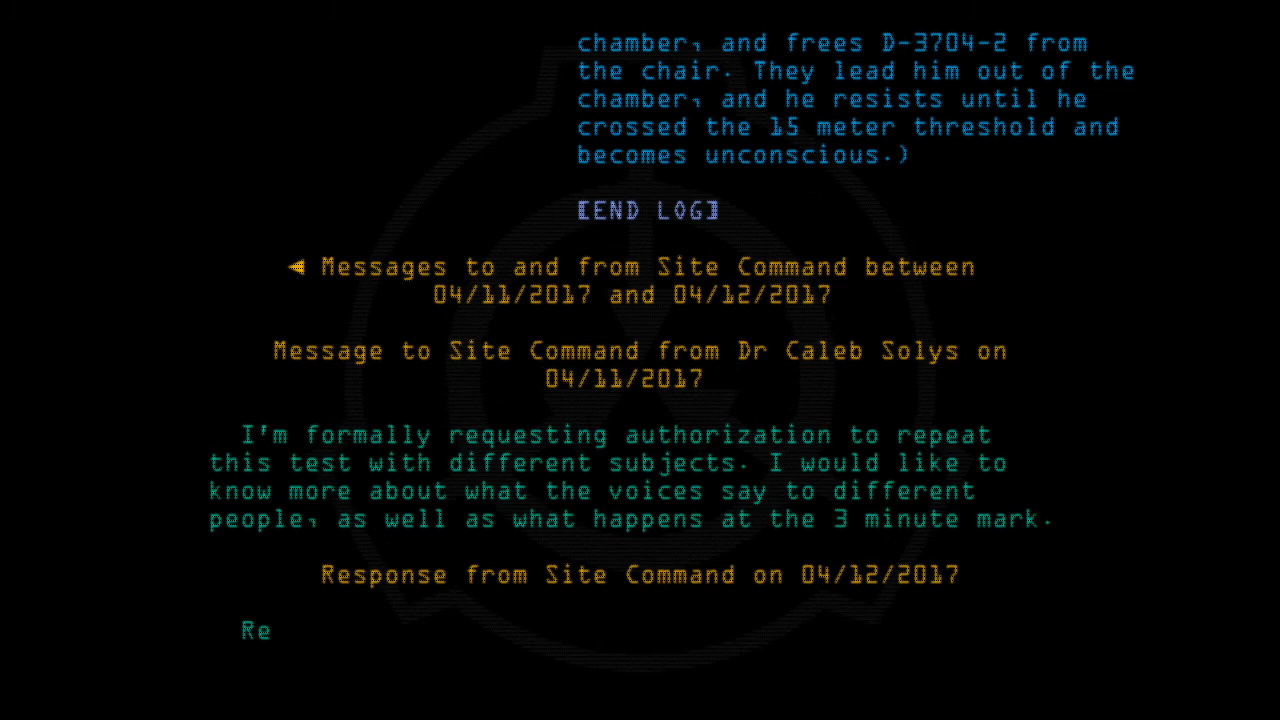 chamber, and frees D-3704-2 from
the chair. They lead him out of the
chamber, and he resists until he
crossed the 15 meter threshold and
becomes unconscious.)
[END LOG]
◄ Messages to and from Site Command between
04/11/2017 and 04/12/2017
Message to Site Command from Dr Caleb Solys on
04/11/2017
I'm formally requesting authorization to repeat
this test with different subjects. I would like to
know more about what the voices say to different
people, as well as what happens at the 3 minute mark.
Response from Site Command on 04/12/2017
Re